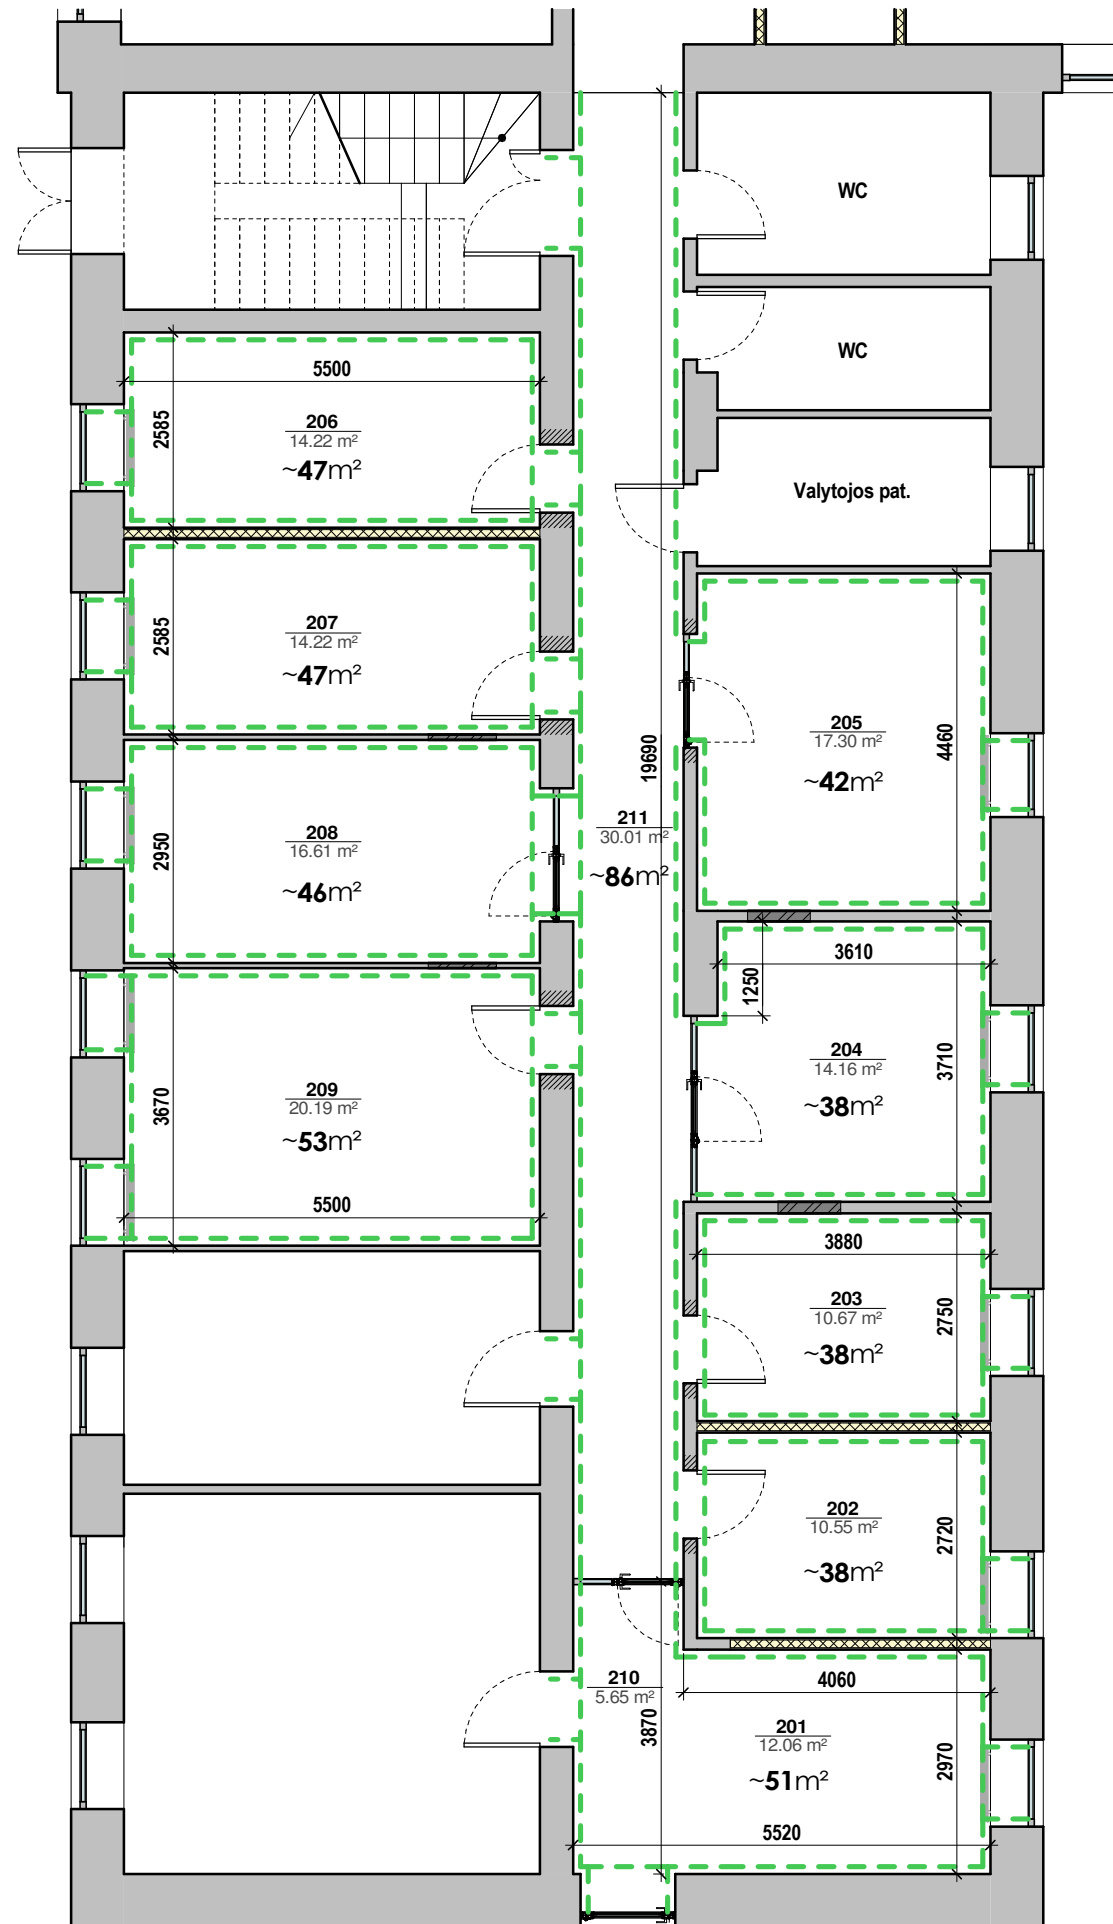 WC
WC
5500
2585
206
14.22 m²
~47m²
Valytojos pat.
2585
207
14.22 m²
~47m²
205
17.30 m²
~42m²
4460
19690
2950
208
16.61 m²
~46m²
211
30.01 m²
~86m²
3610
1250
3670
209
20.19 m²
~53m²
5500
204
14.16 m²
~38m²
3710
3880
203
10.67 m²
~38m²
2750
202
10.55 m²
~38m²
2720
210
5.65 m²
4060
3870
201
12.06 m²
~51m²
2970
5520